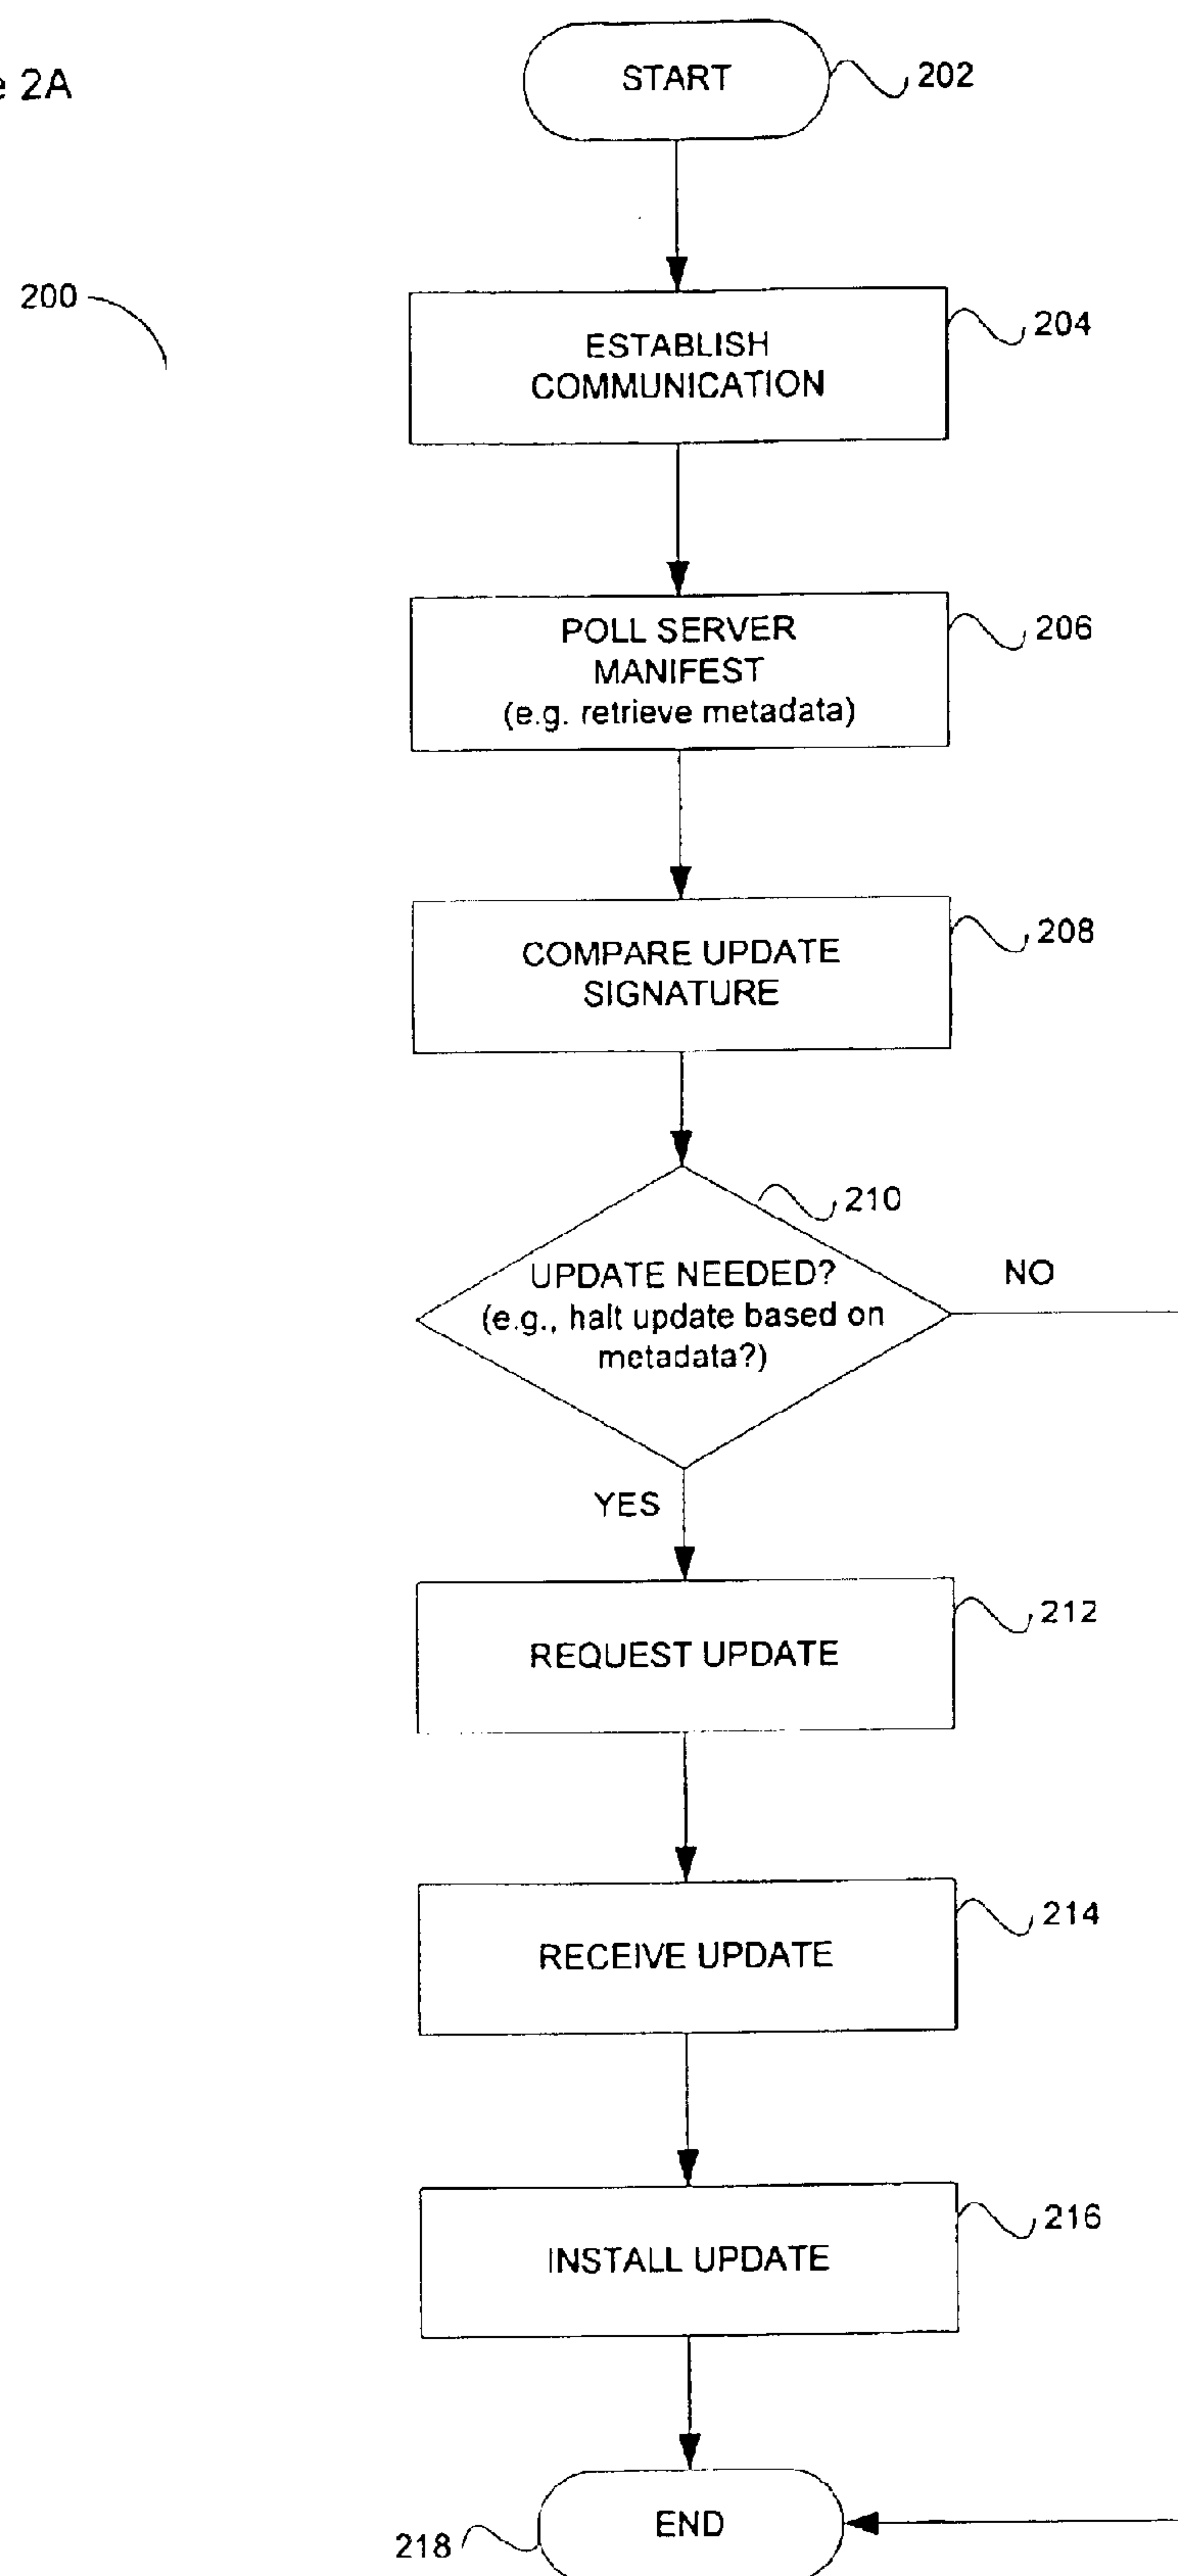 2A
START
202
200
ESTABLISH
COMMUNICATION
204
POLL SERVER
MANIFEST
(e.g. retrieve metadata)
206
COMPARE UPDATE
SIGNATURE
208
210
UPDATE NEEDED?
(e.g., halt update based on
metadata?)
NO
YES
REQUEST UPDATE
212
RECEIVE UPDATE
214
INSTALL UPDATE
216
END
218